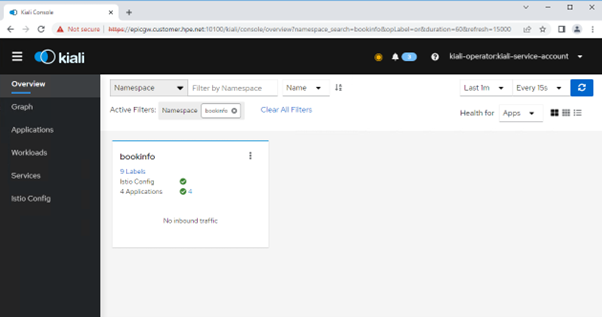 Kiali Console
Not secure https://epicgw.customer.hpe.net:10100/kiali/console/overview?namespace_search=bookinfo&opLabel=or&duration=60&refresh=15000
kiali 3 kiali-operator:kiali-service-account
Overview
Graph
Applications
Workloads
Services
Istio Config
Namespace Filter by Namespace Name Last 1m Every 15s
Active Filters: Namespace bookinfo Clear All Filters
Health for Apps
bookinfo
9 Labels
Istio Config
4 Applications 4
No inbound traffic